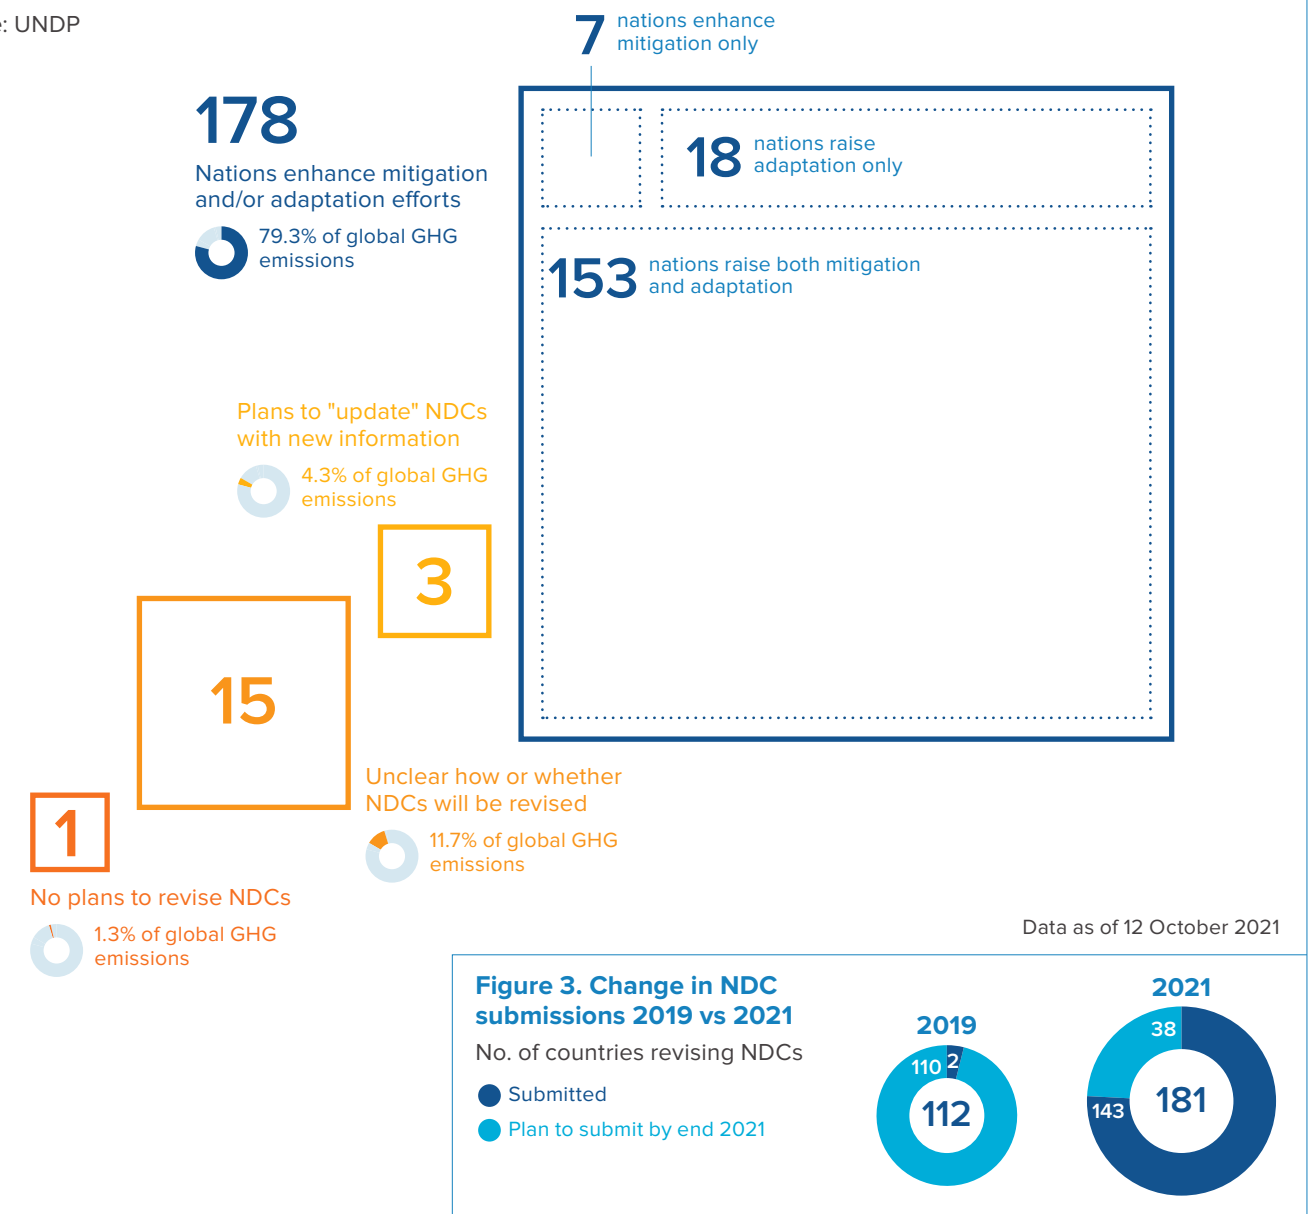 : UNDP
7
nations enhance
mitigation only
178
Nations enhance mitigation
and/or adaptation efforts
79.3% of global GHG
emissions
18
nations raise
adaptation only
153
nations raise both mitigation
and adaptation
Plans to "update" NDCs
with new information
4.3% of global GHG
emissions
3
15
Unclear how or whether
NDCs will be revised
11.7% of global GHG
emissions
1
No plans to revise NDCs
1.3% of global GHG
emissions
Data as of 12 October 2021
Figure 3. Change in NDC
submissions 2019 vs 2021
No. of countries revising NDCs
Submitted
Plan to submit by end 2021
2019
110
2
112
2021
38
143
181